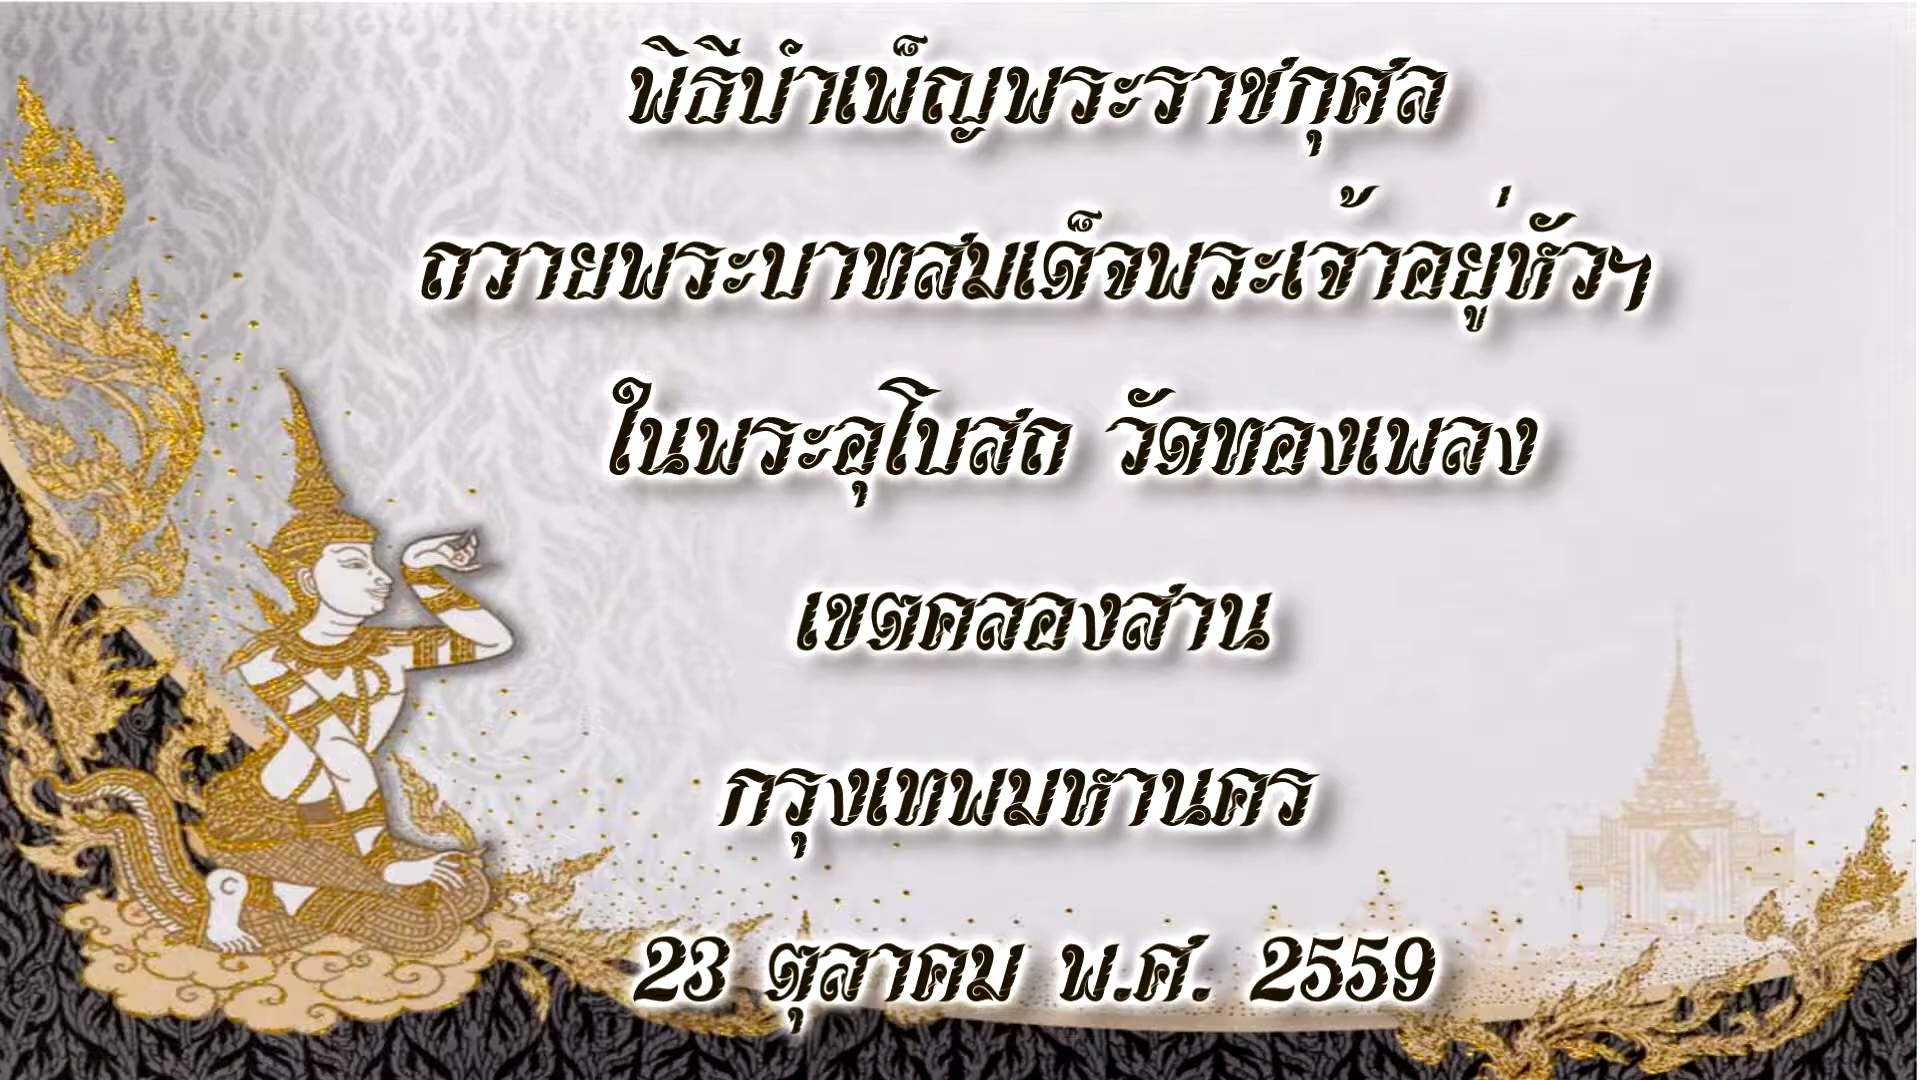 พิธีบำเพ็ญพระราชกุศล
ถวายพระบาทสมเด็จพระเจ้าอยู่หัวฯ
ในพระอุโบสถ วัดทองเพลง
เขตคลองสาน
กรุงเทพมหานคร
23 ตุลาคม พ.ศ. 2559